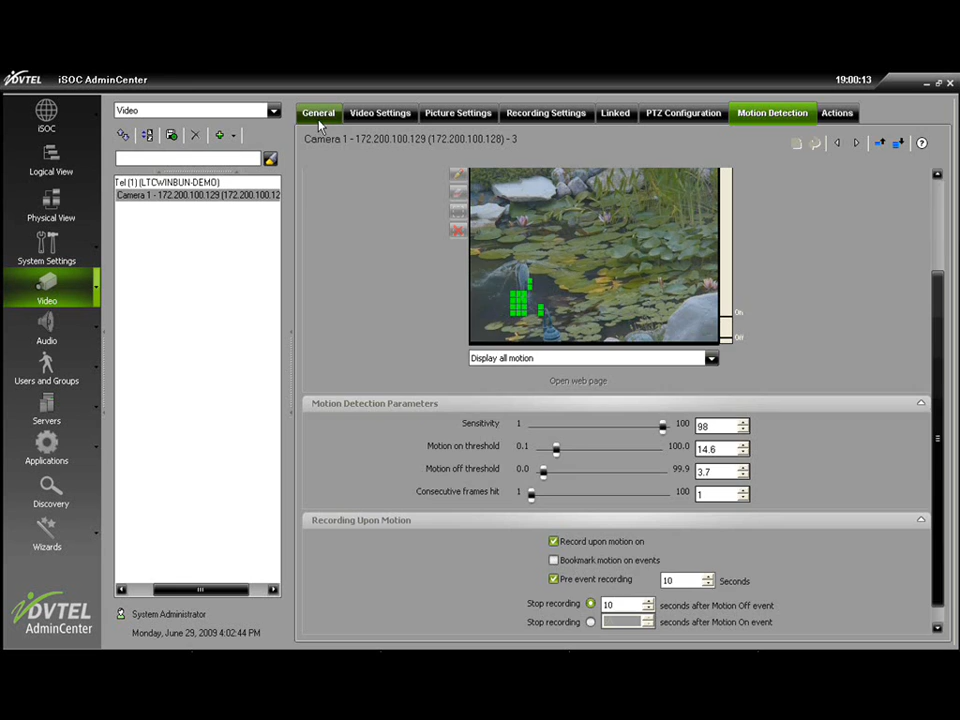 DVTEL iSOC AdminCenter 19:00:13
iSOC
Logical View
Physical View
System Settings
Video
Audio
Users and Groups
Servers
Applications
Discovery
Wizards
DVTEL
AdminCenter
Video
Tel (1) (LTCWINBUN-DEMO)
Camera 1 - 172.200.100.129 (172.200.100.12
System Administrator
Monday, June 29, 2009 4:02:44 PM
General Video Settings Picture Settings Recording Settings Linked PTZ Configuration Motion Detection Actions
Camera 1 - 172.200.100.129 (172.200.100.128) - 3
On
Off
Display all motion
Open web page
Motion Detection Parameters
Sensitivity 1 100 98
Motion on threshold 0.1 100.0 14.6
Motion off threshold 0.0 99.9 3.7
Consecutive frames hit 1 100 1
Recording Upon Motion
Record upon motion on
Bookmark motion on events
Pre event recording 10 Seconds
Stop recording 10 seconds after Motion Off event
Stop recording seconds after Motion On event